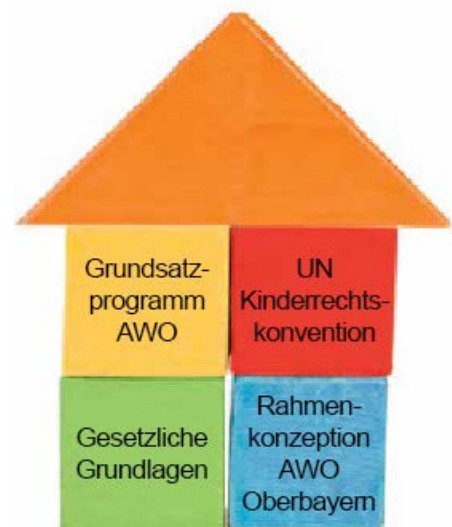 Grundsatz-
programm
AWO
UN
Kinderrechts-
konvention
Gesetzliche
Grundlagen
Rahmen-
konzeption
AWO
Oberbayern